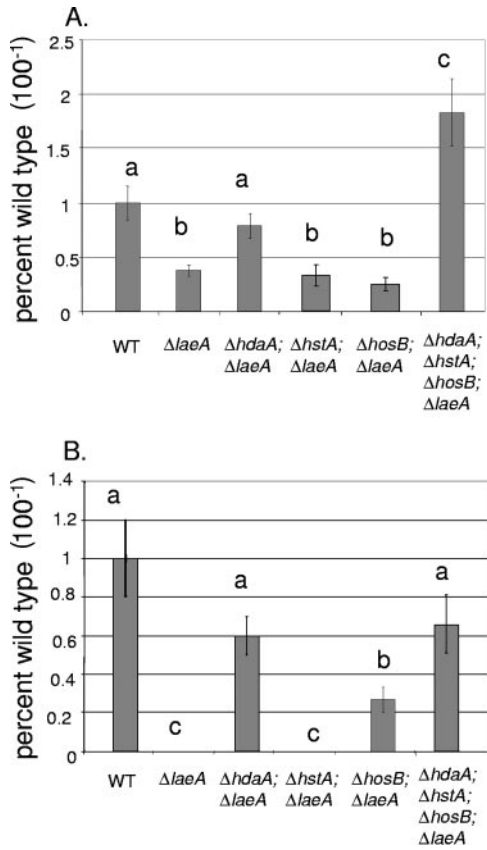 A.
percent wild type (100⁻¹)
2.5
2
1.5
1
0.5
0
a
b
a
b
b
c
WT
ΔlaeA
ΔhdaA;
ΔlaeA
ΔhstA;
ΔlaeA
ΔhosB;
ΔlaeA
ΔhdaA;
ΔhstA;
ΔhosB;
ΔlaeA
B.
percent wild type (100⁻¹)
1.4
1.2
1
0.8
0.6
0.4
0.2
0
a
c
a
c
b
a
WT
ΔlaeA
ΔhdaA;
ΔlaeA
ΔhstA;
ΔlaeA
ΔhosB;
ΔlaeA
ΔhdaA;
ΔhstA;
ΔhosB;
ΔlaeA